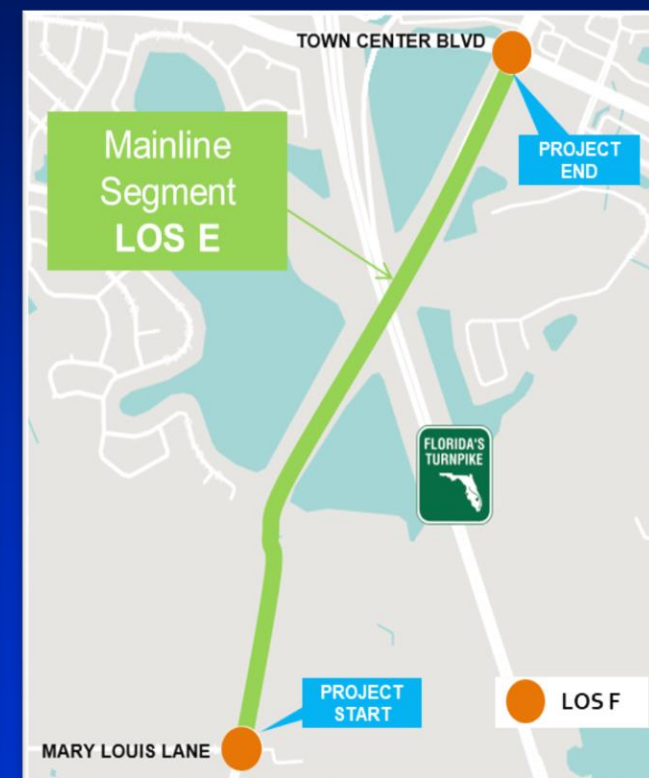 TOWN CENTER BLVD
Mainline
Segment
LOS E
PROJECT
END
FLORIDA'S
TURNPIKE
PROJECT
START
LOS F
MARY LOUIS LANE